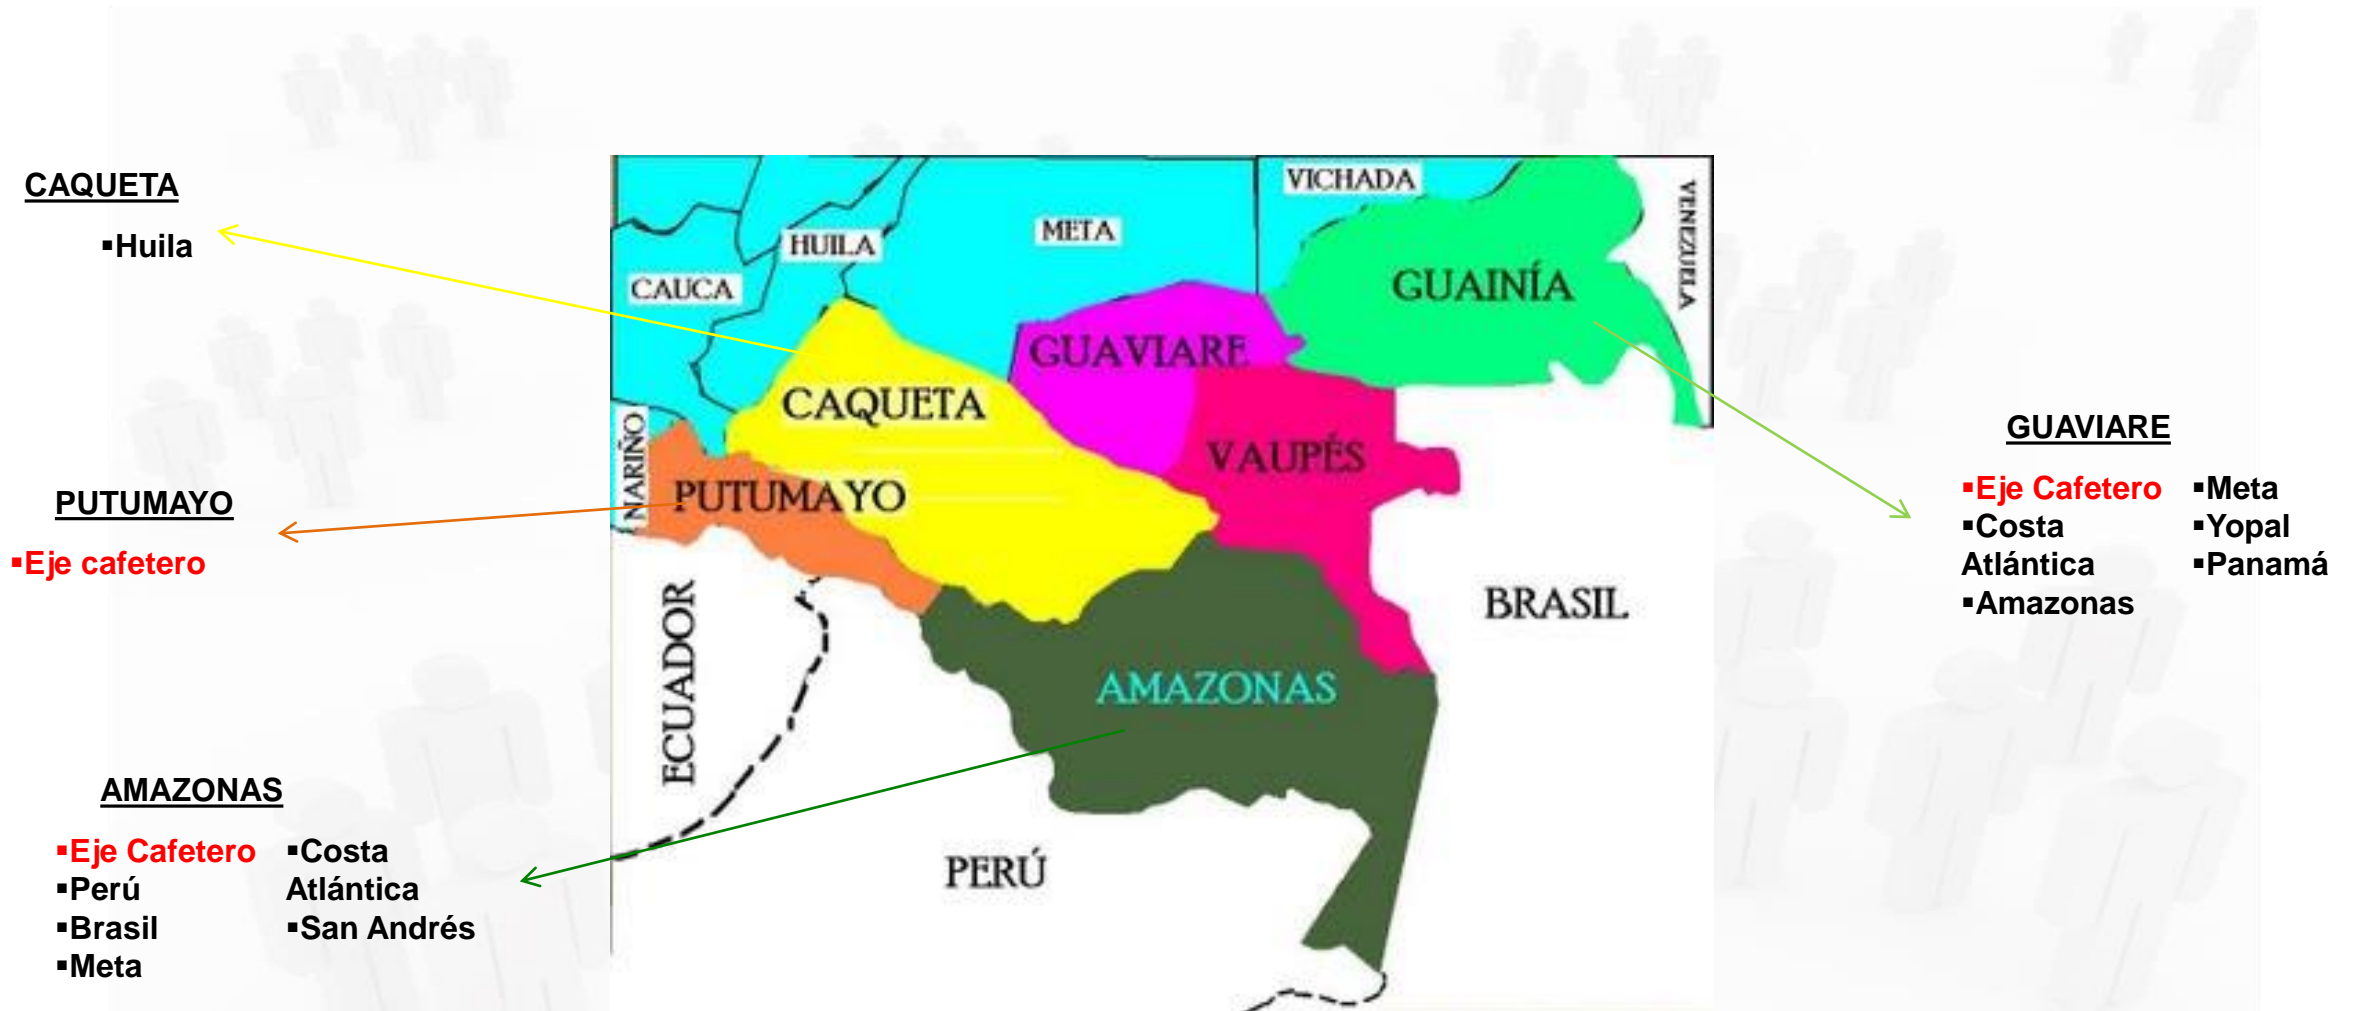 CAQUETA
▪Huila
PUTUMAYO
▪Eje cafetero
AMAZONAS
▪Eje Cafetero
▪Perú
▪Brasil
▪Meta
▪Costa
Atlántica
▪San Andrés
VICHADA
VENEZUELA
META
HUILA
CAUCA
GUAINÍA
GUAVIARE
CAQUETA
NARIÑO
VAUPÉS
PUTUMAYO
ECUADOR
BRASIL
AMAZONAS
PERÚ
GUAVIARE
▪Eje Cafetero
▪Costa
Atlántica
▪Amazonas
▪Meta
▪Yopal
▪Panamá